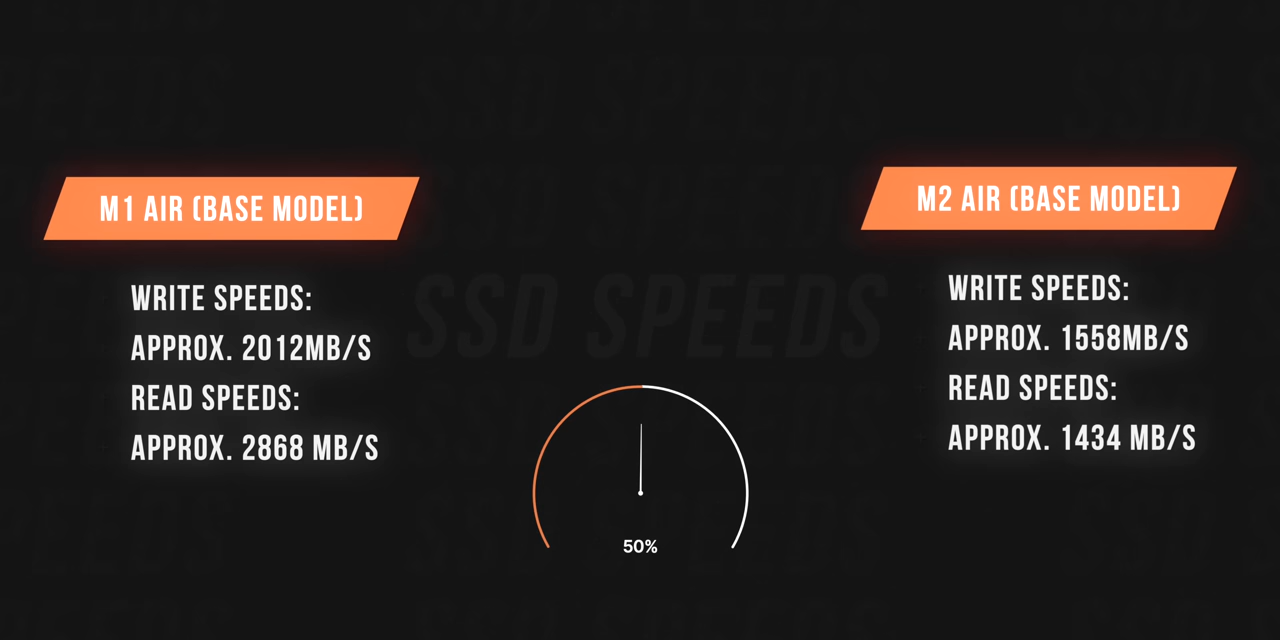 SSD SPEEDS
M1 AIR (BASE MODEL)
WRITE SPEEDS:
APPROX. 2012MB/S
READ SPEEDS:
APPROX. 2868 MB/S
M2 AIR (BASE MODEL)
WRITE SPEEDS:
APPROX. 1558MB/S
READ SPEEDS:
APPROX. 1434 MB/S
50%